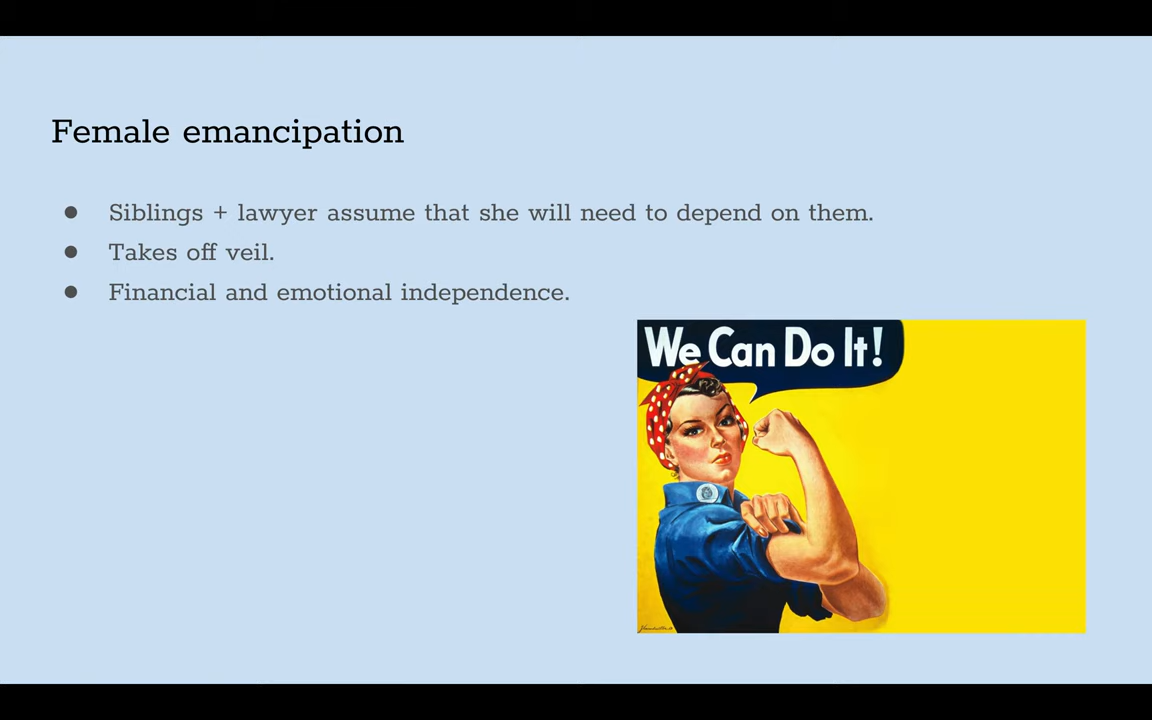 Female emancipation
● Siblings + lawyer assume that she will need to depend on them.
● Takes off veil.
● Financial and emotional independence.
We Can Do It!